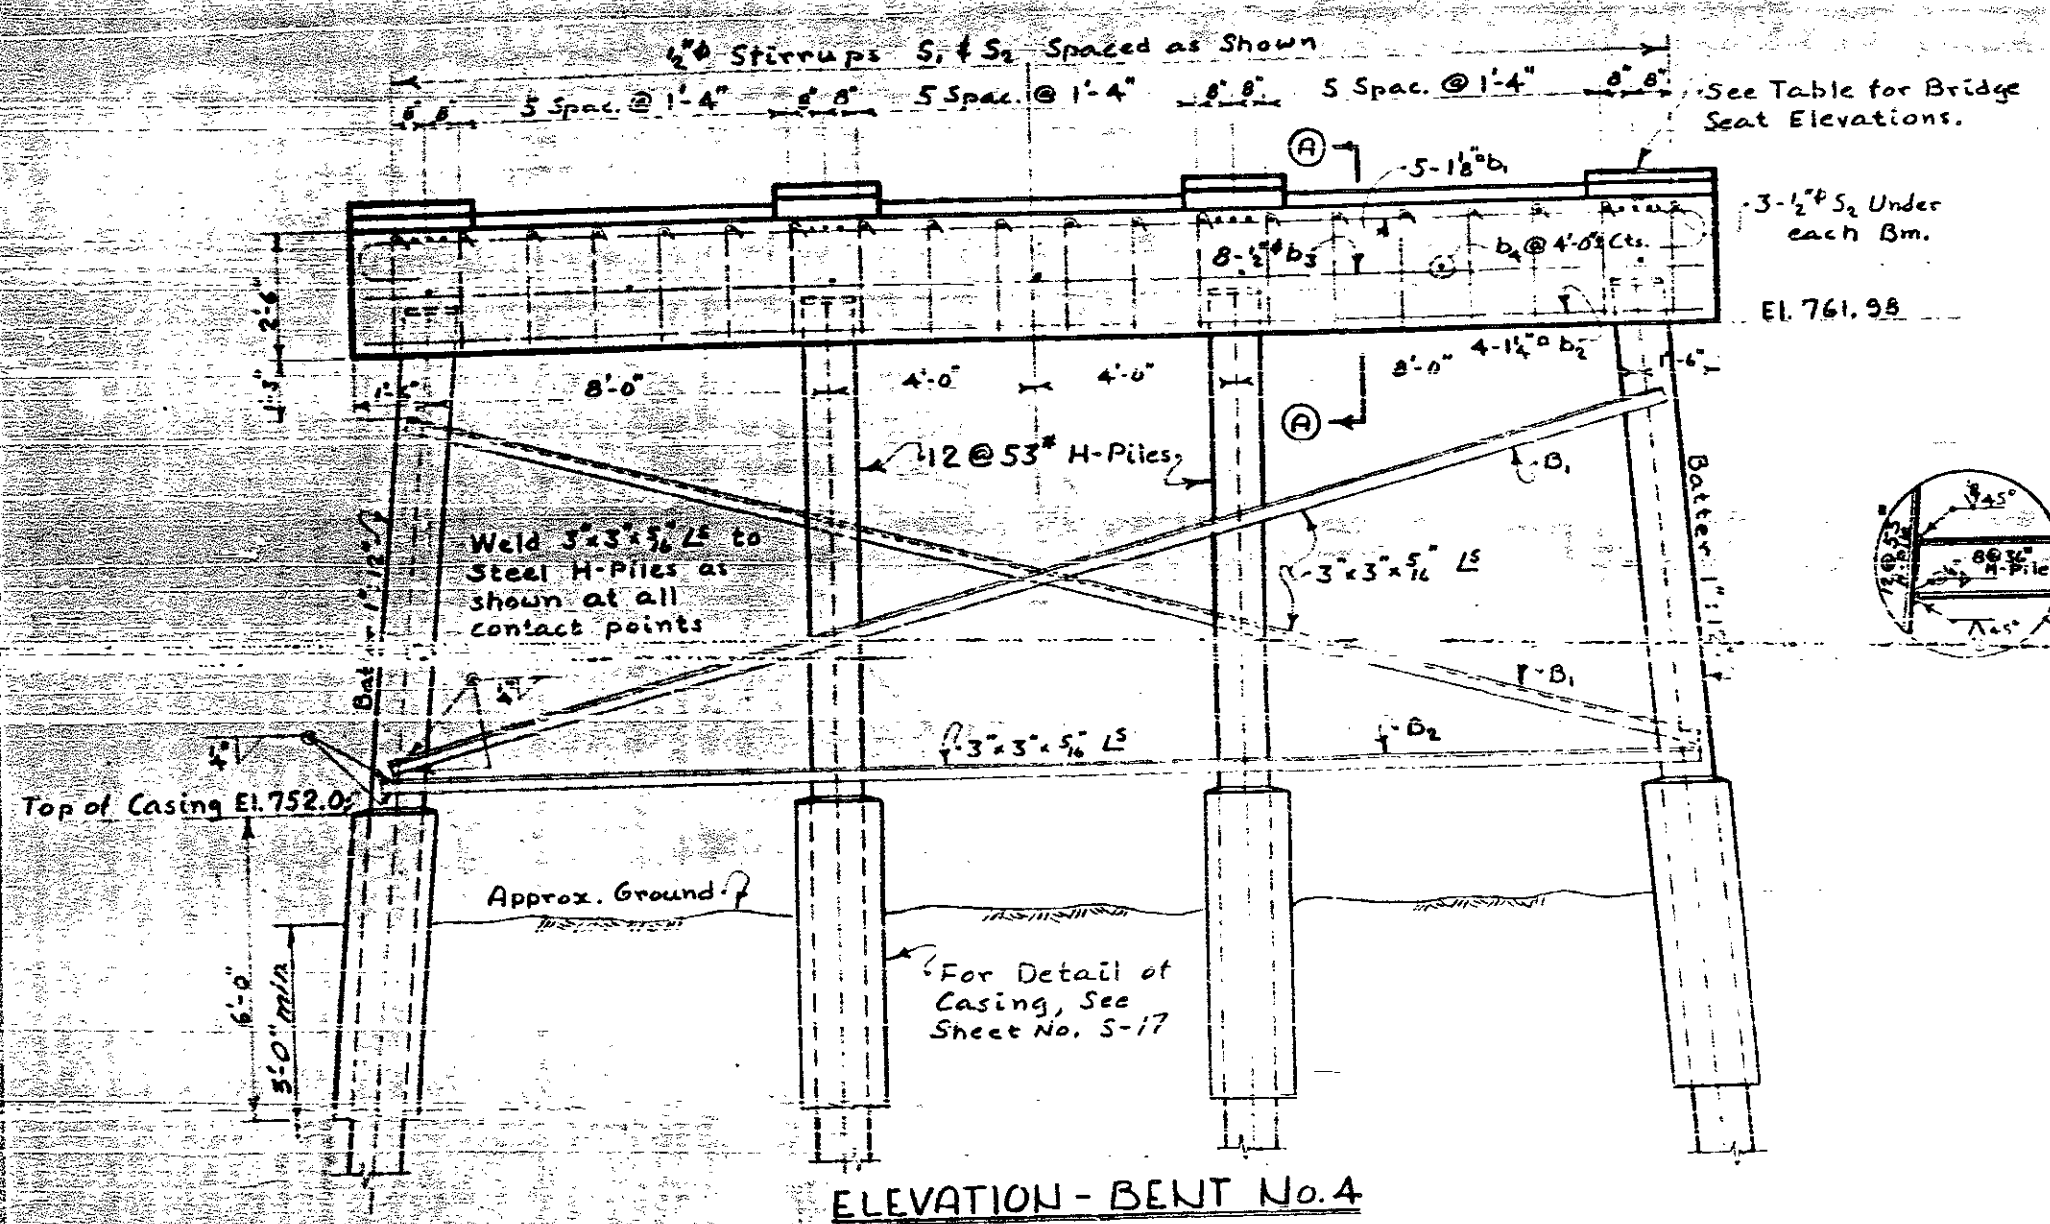 ½"φ Stirrups S₁ & S₂ Spaced as Shown
8" 8" 5 Spac. @ 1'-4" 8" 8" 5 Spac. @ 1'-4" 8" 8" 5 Spac. @ 1'-4" 8" 8"
See Table for Bridge
Seat Elevations.
A
5-1⅛"▫b₁
3-½"φ S₂ Under
each Bm.
8-½"φ b₃
b₄ @ 4'-0"± Cts.
2'-6"
El. 761.98
4-1¼"▫ b₂
1'-3"
8'-0"
4'-0"
4'-0"
8'-0"
1'-6"
A
12 @ 53# H-Piles
B₁
Batter 1":12"
Weld 3"x3"x5/16" Ls to
Steel H-Piles as
shown at all
contact points
3"x3"x5/16" Ls
45°
12 @ 53"
8@36"
H-Pile
45°
B₁
¼"
3"x3"x5/16" Ls
B₂
¼"
Top of Casing El. 752.0
Approx. Ground
6'-0"
3'-0" min
For Detail of
Casing, See
Sheet No. S-17
ELEVATION - BENT No. 4